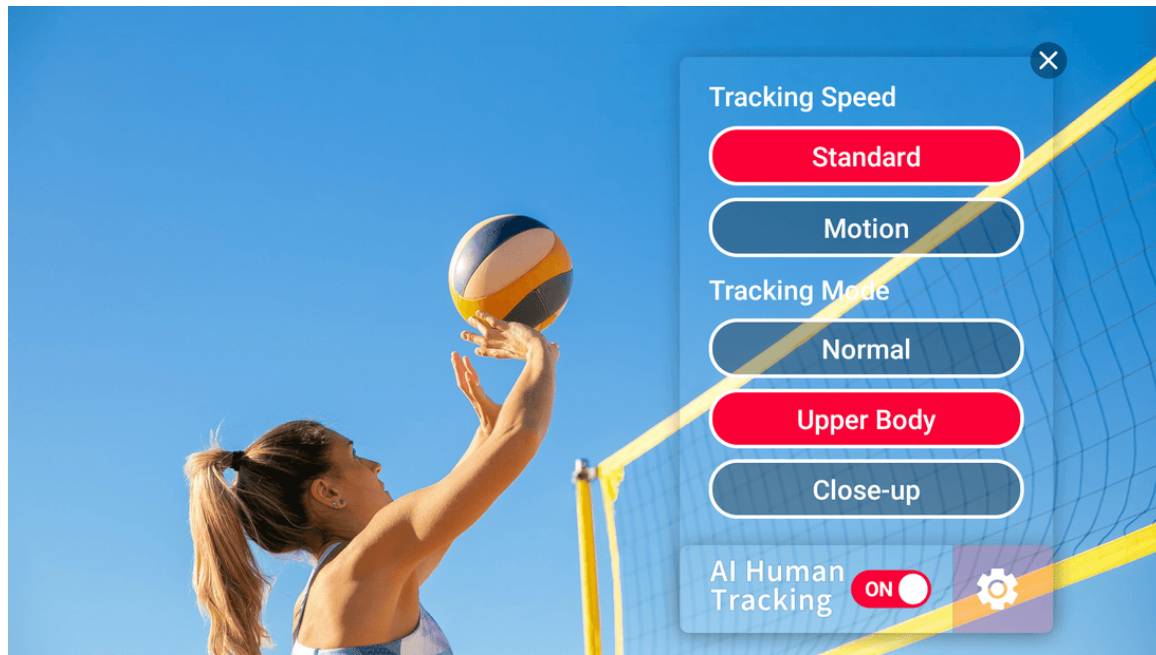 Tracking Speed
Standard
Motion
Tracking Mode
Normal
Upper Body
Close-up
AI Human
Tracking
ON